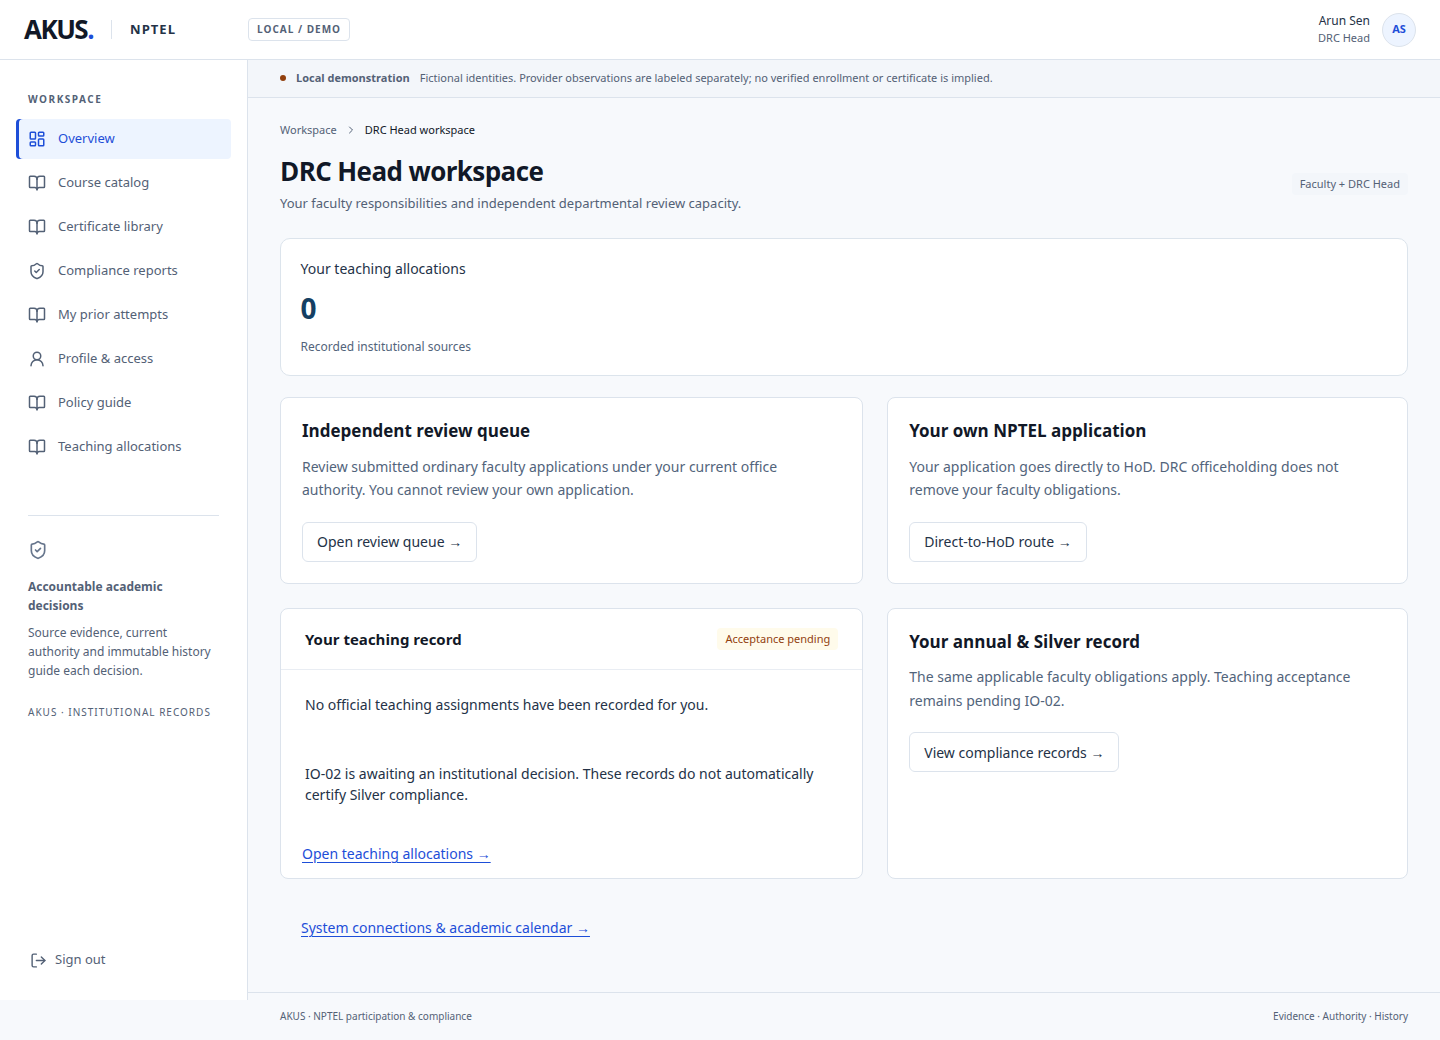 AKUS. NPTEL LOCAL / DEMO
Arun Sen
DRC Head
AS
WORKSPACE
Overview
Course catalog
Certificate library
Compliance reports
My prior attempts
Profile & access
Policy guide
Teaching allocations
Accountable academic
decisions
Source evidence, current
authority and immutable history
guide each decision.
AKUS · INSTITUTIONAL RECORDS
Sign out
Local demonstration Fictional identities. Provider observations are labeled separately; no verified enrollment or certificate is implied.
Workspace > DRC Head workspace
DRC Head workspace
Your faculty responsibilities and independent departmental review capacity.
Faculty + DRC Head
Your teaching allocations
0
Recorded institutional sources
Independent review queue
Review submitted ordinary faculty applications under your current office
authority. You cannot review your own application.
Open review queue →
Your own NPTEL application
Your application goes directly to HoD. DRC officeholding does not
remove your faculty obligations.
Direct-to-HoD route →
Your teaching record
Acceptance pending
No official teaching assignments have been recorded for you.
IO-02 is awaiting an institutional decision. These records do not automatically
certify Silver compliance.
Open teaching allocations →
Your annual & Silver record
The same applicable faculty obligations apply. Teaching acceptance
remains pending IO-02.
View compliance records →
System connections & academic calendar →
AKUS · NPTEL participation & compliance
Evidence · Authority · History